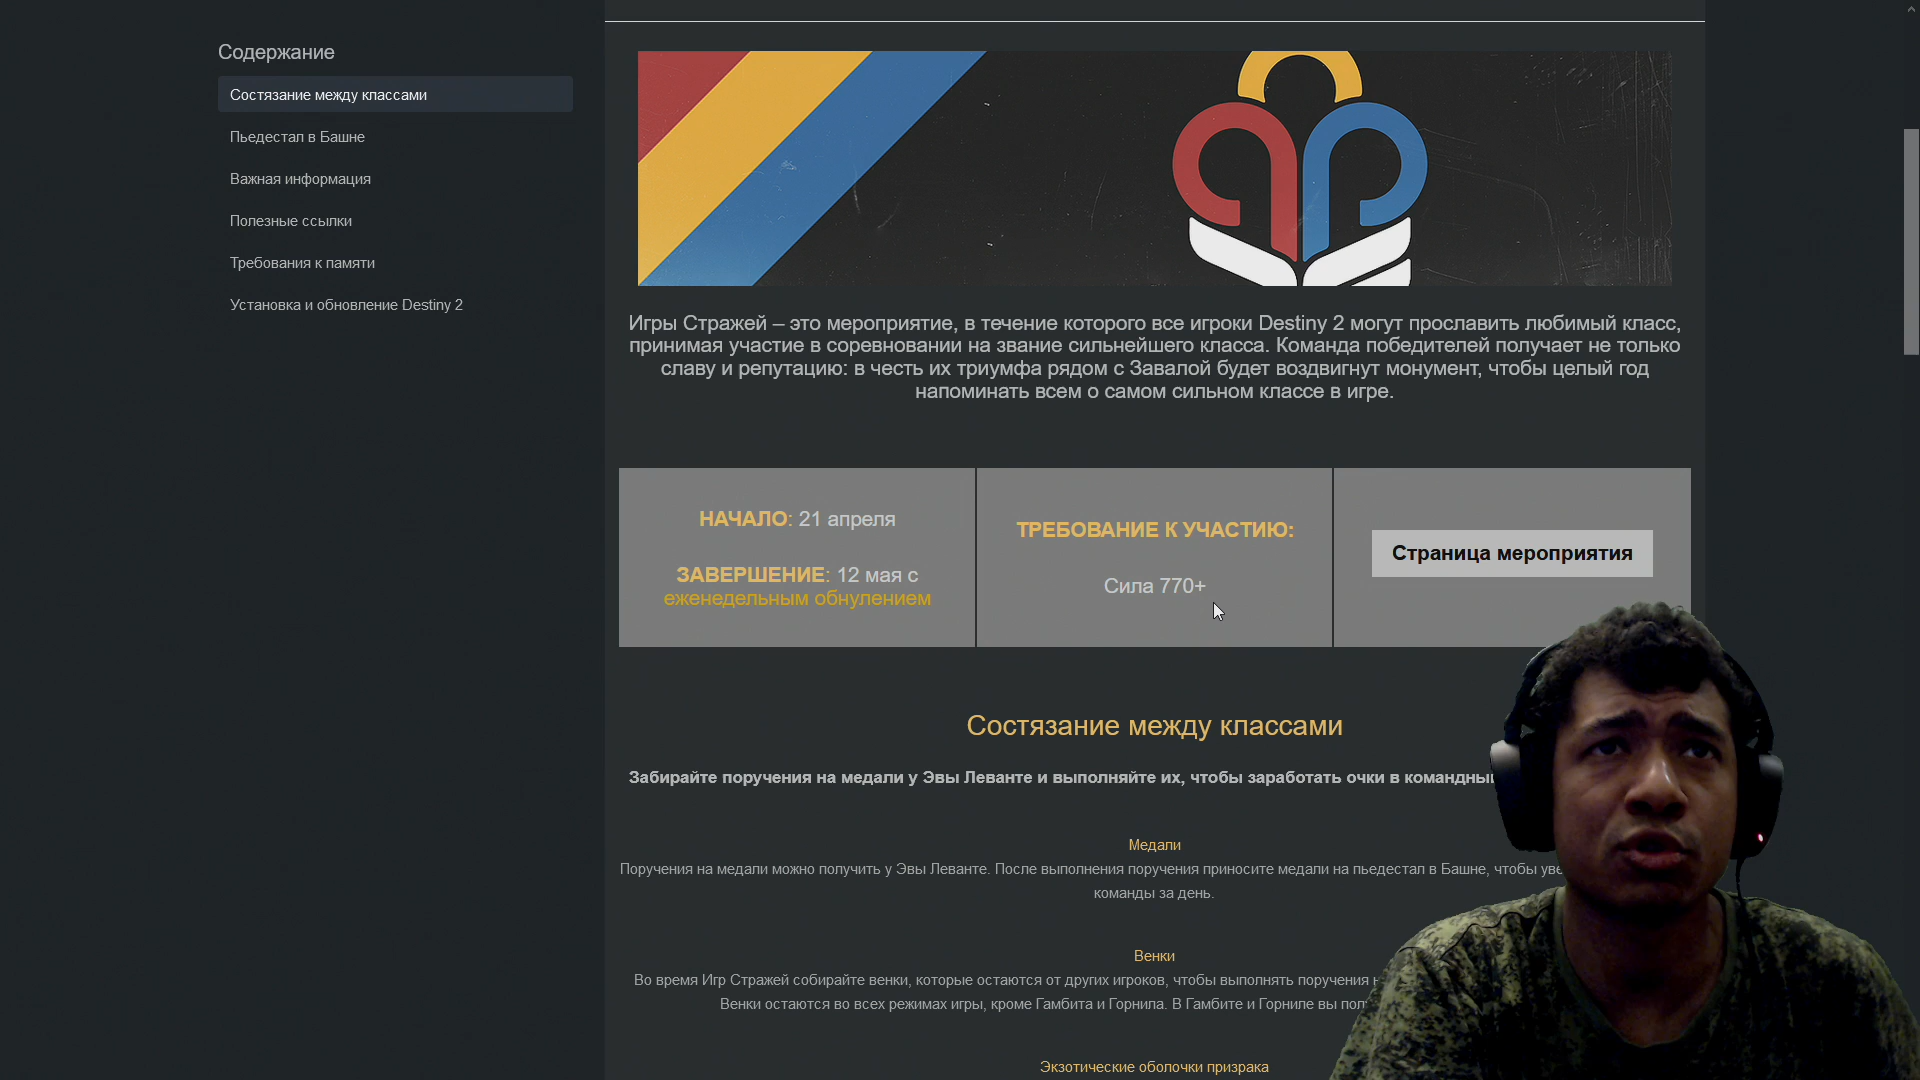 Содержание
Состязание между классами
Пьедестал в Башне
Важная информация
Полезные ссылки
Требования к памяти
Установка и обновление Destiny 2
Игры Стражей – это мероприятие, в течение которого все игроки Destiny 2 могут прославить любимый класс,
принимая участие в соревновании на звание сильнейшего класса. Команда победителей получает не только
славу и репутацию: в честь их триумфа рядом с Завалой будет воздвигнут монумент, чтобы целый год
напоминать всем о самом сильном классе в игре.
НАЧАЛО: 21 апреля
ЗАВЕРШЕНИЕ: 12 мая с
еженедельным обнулением
ТРЕБОВАНИЕ К УЧАСТИЮ:
Сила 770+
Страница мероприятия
Состязание между классами
Забирайте поручения на медали у Эвы Леванте и выполняйте их, чтобы заработать очки в
Медали
Поручения на медали можно получить у Эвы Леванте. После выполнения поручения приносите медали на пьедестал в Башне, чтобы
команды за день.
Венки
Во время Игр Стражей собирайте венки, которые остаются от других игроков, чтобы выполнять поручения
Венки остаются во всех режимах игры, кроме Гамбита и Горнила. В Гамбите и Горниле вы
Экзотические оболочки призрака